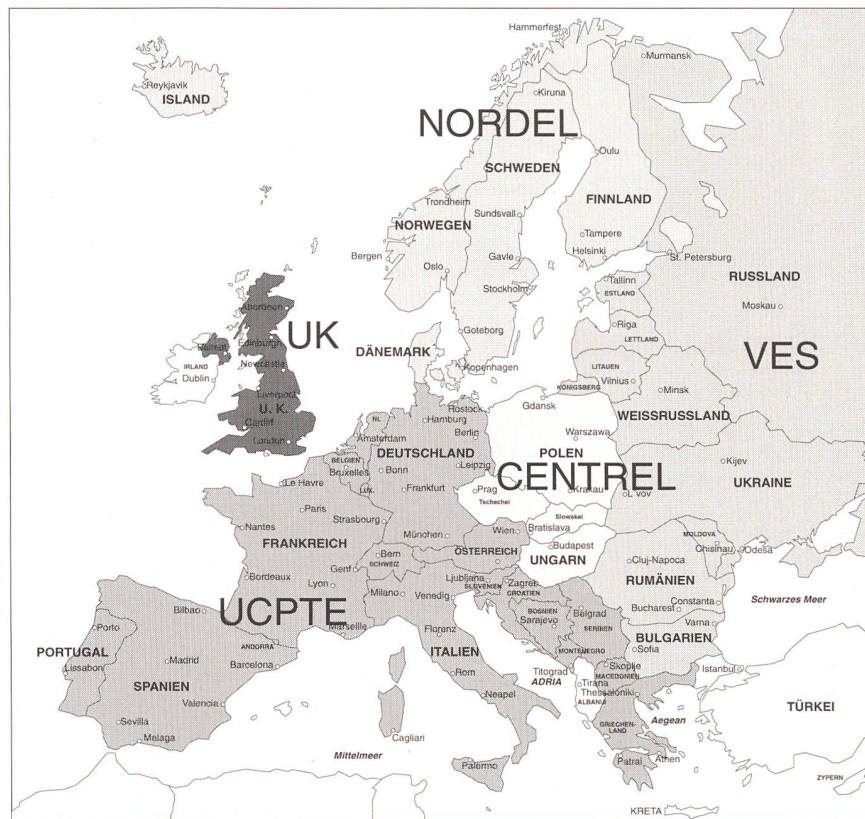 Hammerfest
Murmansk
Reykjavik
ISLAND
Kiruna
NORDEL
Oulu
SCHWEDEN
FINNLAND
Trondheim
Sundsvall
NORWEGEN
Tampere
Bergen
Gavle
Helsinki
St. Petersburg
Oslo
RUSSLAND
Tallinn
ESTLAND
Stockholm
Moskau
Aberdeen
Riga
UK
Goteborg
LETTLAND
Edinburgh
DÄNEMARK
VES
IRLAND
Newcastle
Kopenhagen
LITAUEN
Dublin
Vilnius
KÖNIGSBERG
Minsk
Liverpool
Gdansk
U. K.
NL
Rostock
WEISSRUSSLAND
Cardiff
Hamburg
Warszawa
London
Amsterdam
Berlin
DEUTSCHLAND
POLEN
BELGIEN
Leipzig
Kijev
Bruxelles
Bonn
CENTREL
Le Havre
LUX.
Frankfurt
Prag
Krakau
L vov
UKRAINE
Tschechei
Paris
Strasbourg
Slowakei
Nantes
München
Wien
Bratislava
MOLDOVA
FRANKREICH
Bern
ÖSTERREICH
Budapest
Chisinau
Odesa
SCHWEIZ
UNGARN
Cluj-Napoca
Genf
Ljubljana
Bordeaux
Lyon
SLOVENIEN
Zagreb
RUMÄNIEN
Milano
Venedig
CROATIEN
Schwarzes Meer
UCPTE
BOSNIEN
Belgrad
Bucharest
Constanta
Bilbao
Sarajevo
Porto
Marseille
Florenz
SERBIEN
Varna
BULGARIEN
ANDORRA
MONTENEGRO
Sofia
PORTUGAL
ITALIEN
Madrid
Barcelona
Titograd
Skoplje
Istanbul
Lissabon
Rom
MACEDONIEN
ADRIA
Tirana
SPANIEN
Thessaloniki
Neapel
ALBANIA
Valencia
TÜRKEI
Sevilla
Aegean
GRIECHEN-
LAND
Malaga
Cagliari
Mittelmeer
Athen
Palermo
Patrai
ZYPERN
KRETA